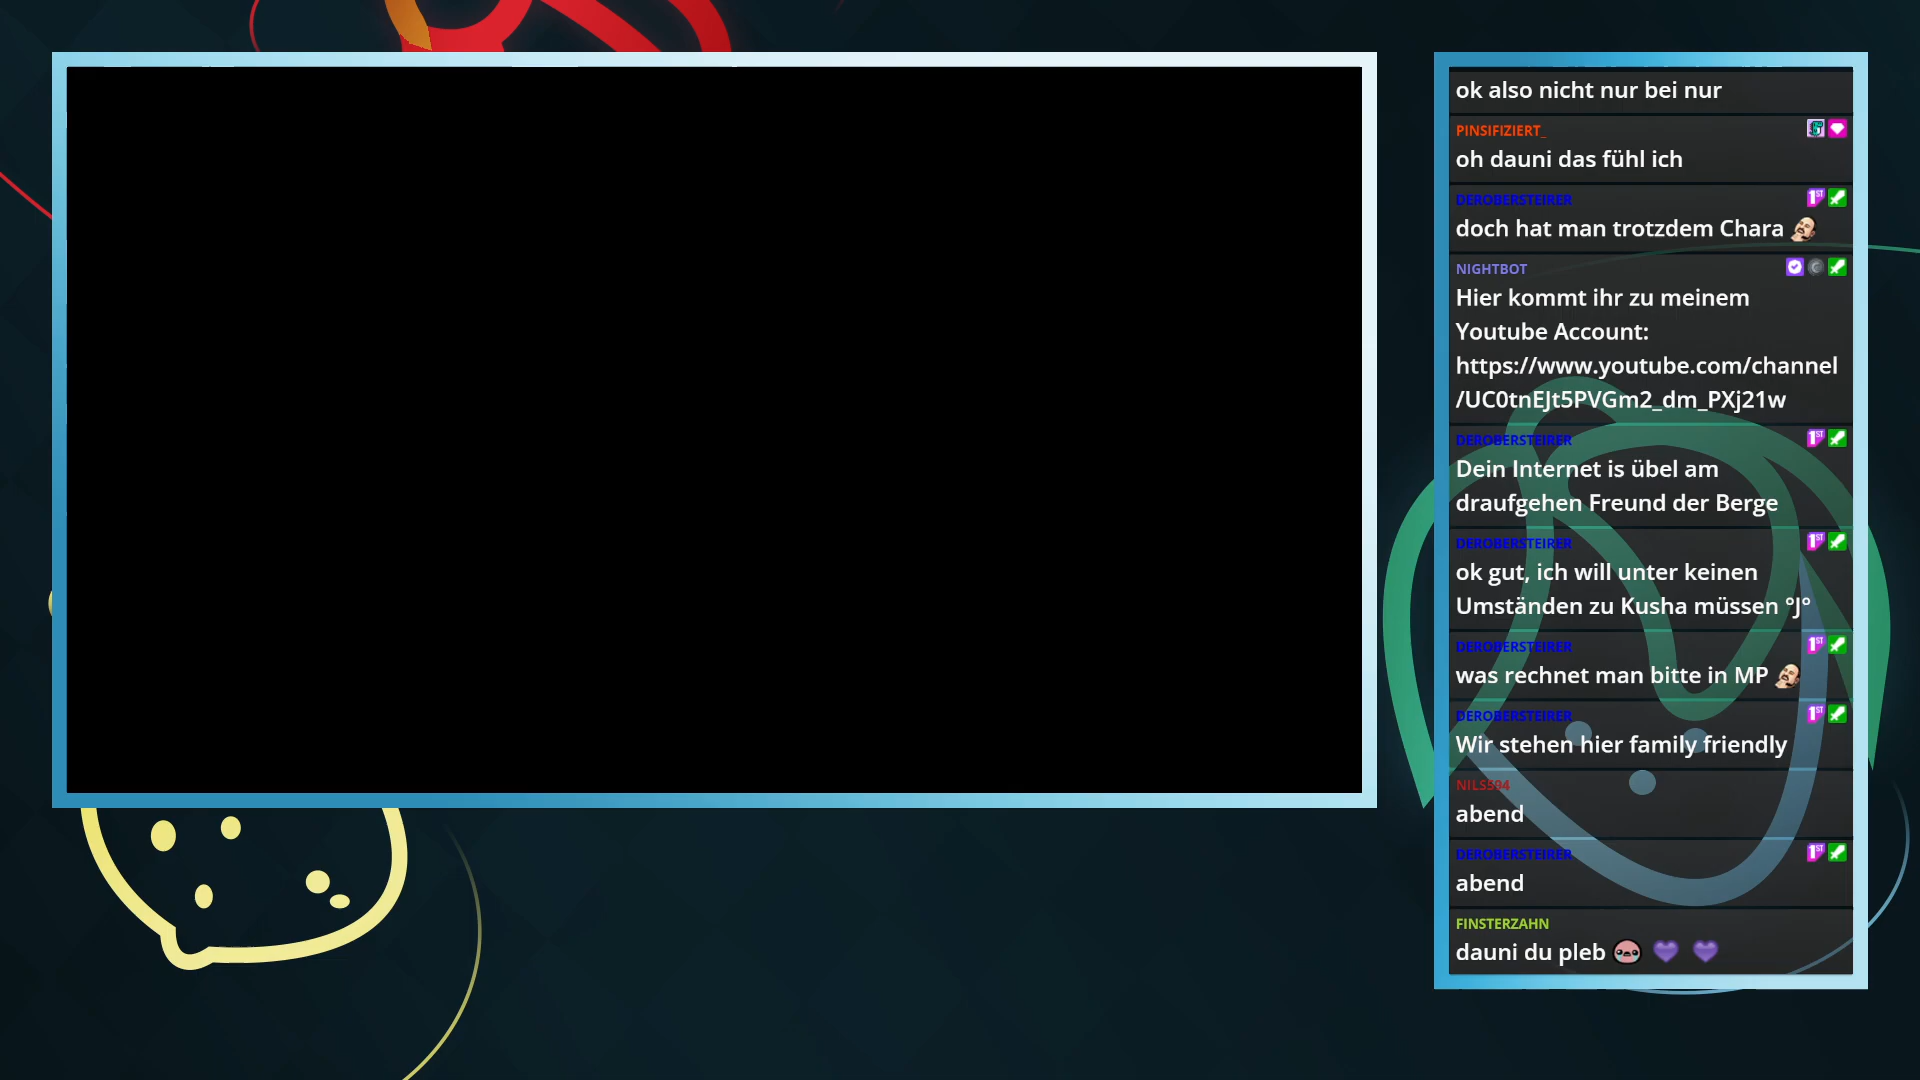 ok also nicht nur bei nur
PINSIFIZIERT_
oh dauni das fühl ich
DEROBERSTEIRER
doch hat man trotzdem Chara
NIGHTBOT
Hier kommt ihr zu meinem
Youtube Account:
https://www.youtube.com/channel
/UC0tnEJt5PVGm2_dm_PXj21w
DEROBERSTEIRER
Dein Internet is übel am
draufgehen Freund der Berge
DEROBERSTEIRER
ok gut, ich will unter keinen
Umständen zu Kusha müssen °J°
DEROBERSTEIRER
was rechnet man bitte in MP
DEROBERSTEIRER
Wir stehen hier family friendly
NILS594
abend
DEROBERSTEIRER
abend
FINSTERZAHN
dauni du pleb